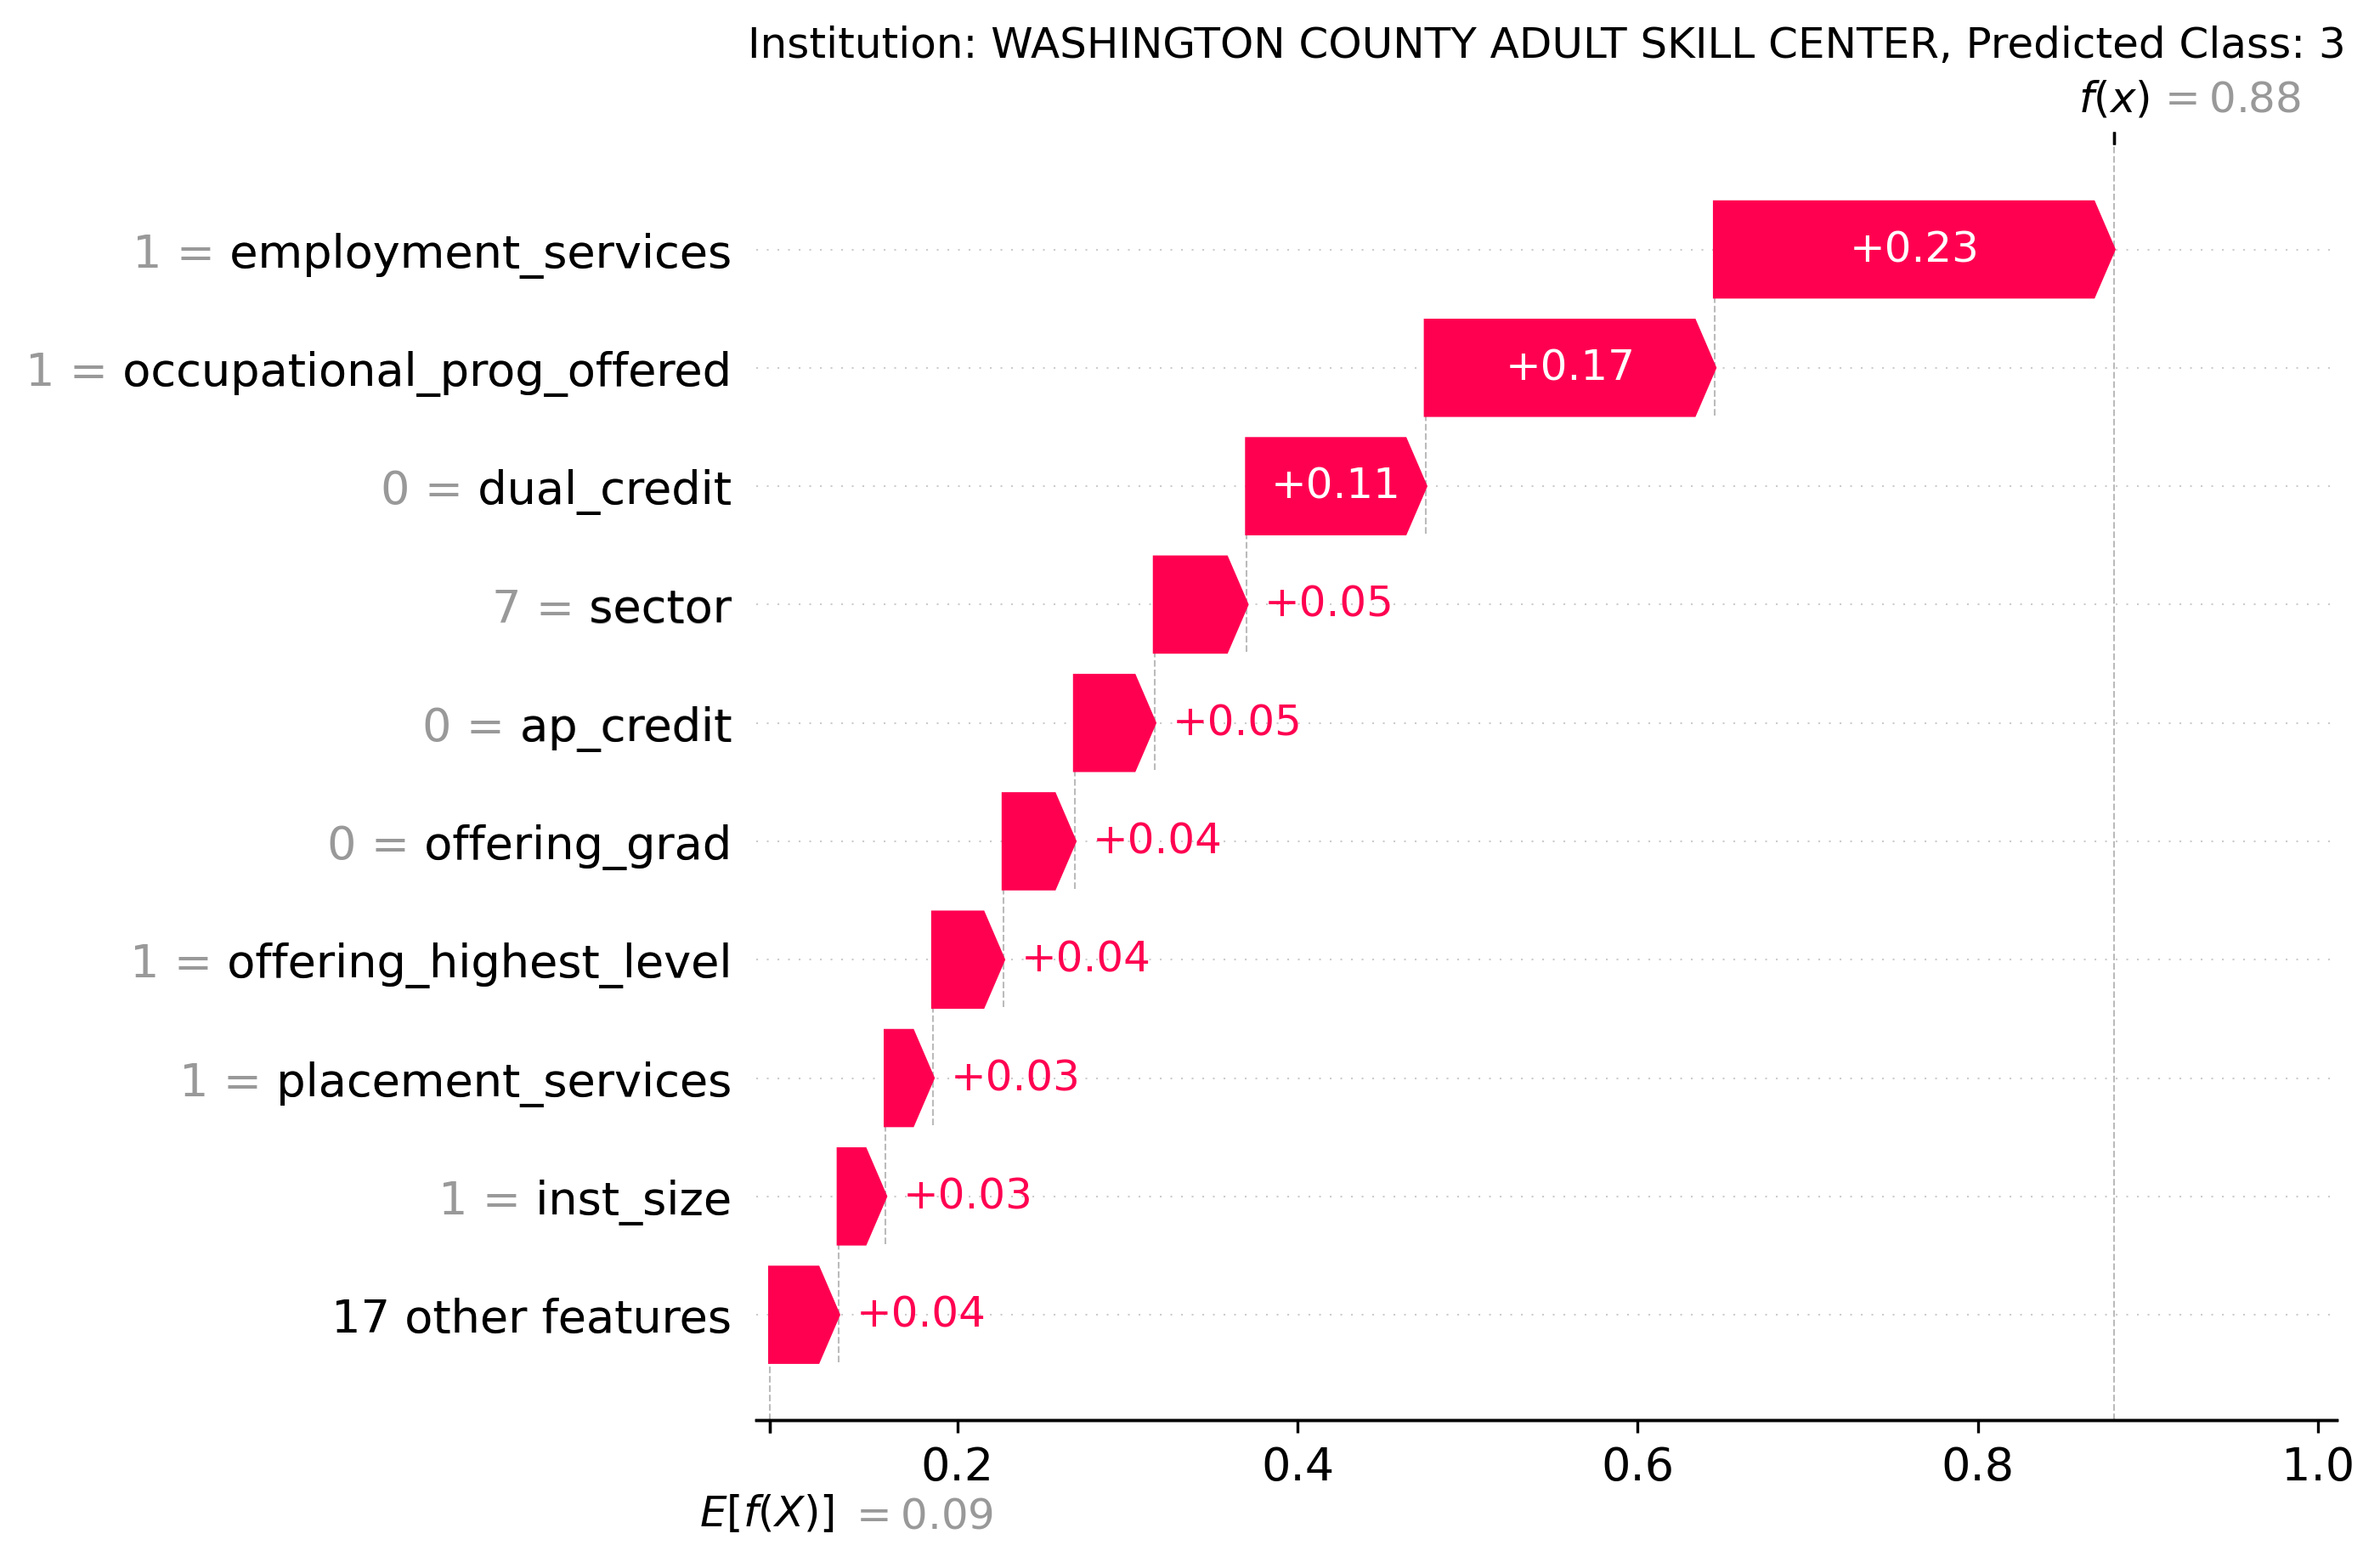 Institution: WASHINGTON COUNTY ADULT SKILL CENTER, Predicted Class: 3
f(x) = 0.88
1 = employment_services +0.23
1 = occupational_prog_offered +0.17
0 = dual_credit +0.11
7 = sector +0.05
0 = ap_credit +0.05
0 = offering_grad +0.04
1 = offering_highest_level +0.04
1 = placement_services +0.03
1 = inst_size +0.03
17 other features +0.04
0.2 0.4 0.6 0.8 1.0
E[f(X)] = 0.09